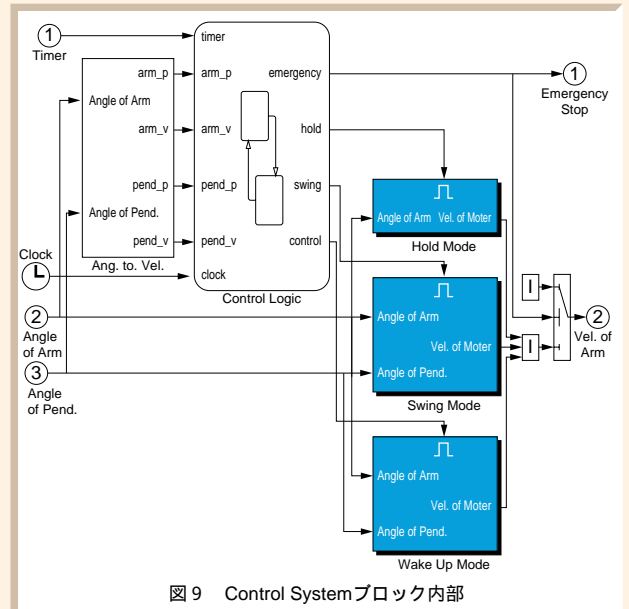 1
Timer
timer
arm_p
arm_p
emergency
1
Emergency
Stop
Angle of Arm
arm_v
arm_v
hold
pend_p
pend_p
swing
Angle of Pend.
pend_v
pend_v
control
Ang. to. Vel.
Clock
clock
Control Logic
Angle of Arm
Vel. of Moter
Hold Mode
2
Angle
of Arm
3
Angle
of Pend.
Angle of Arm
Vel. of Moter
Angle of Pend.
Swing Mode
2
Vel. of
Arm
Angle of Arm
Vel. of Moter
Angle of Pend.
Wake Up Mode
図9 Control Systemブロック内部